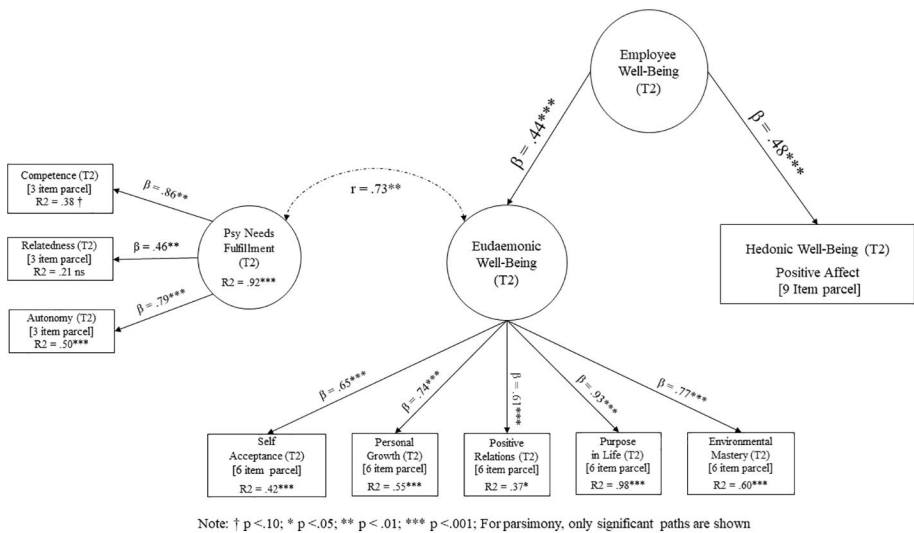 Employee
Well-Being
(T2)
β = .44***
β = .48***
Competence (T2)
[3 item parcel]
R2 = .38 †
β = .86**
r = .73**
Relatedness (T2)
[3 item parcel]
R2 = .21 ns
β = .46**
Psy Needs
Fulfillment
(T2)
R2 = .92***
Eudaemonic
Well-Being
(T2)
Hedonic Well-Being (T2)
Positive Affect
[9 Item parcel]
Autonomy (T2)
[3 item parcel]
R2 = .50***
β = .79***
β = .65***
β = .74***
β = .61***
β = .93***
β = .77***
Self
Acceptance (T2)
[6 item parcel]
R2 = .42***
Personal
Growth (T2)
[6 item parcel]
R2 = .55***
Positive
Relations (T2)
[6 item parcel]
R2 = .37*
Purpose
in Life (T2)
[6 item parcel]
R2 = .98***
Environmental
Mastery (T2)
[6 item parcel]
R2 = .60***
Note: † p <.10; * p <.05; ** p < .01; *** p <.001; For parsimony, only significant paths are shown